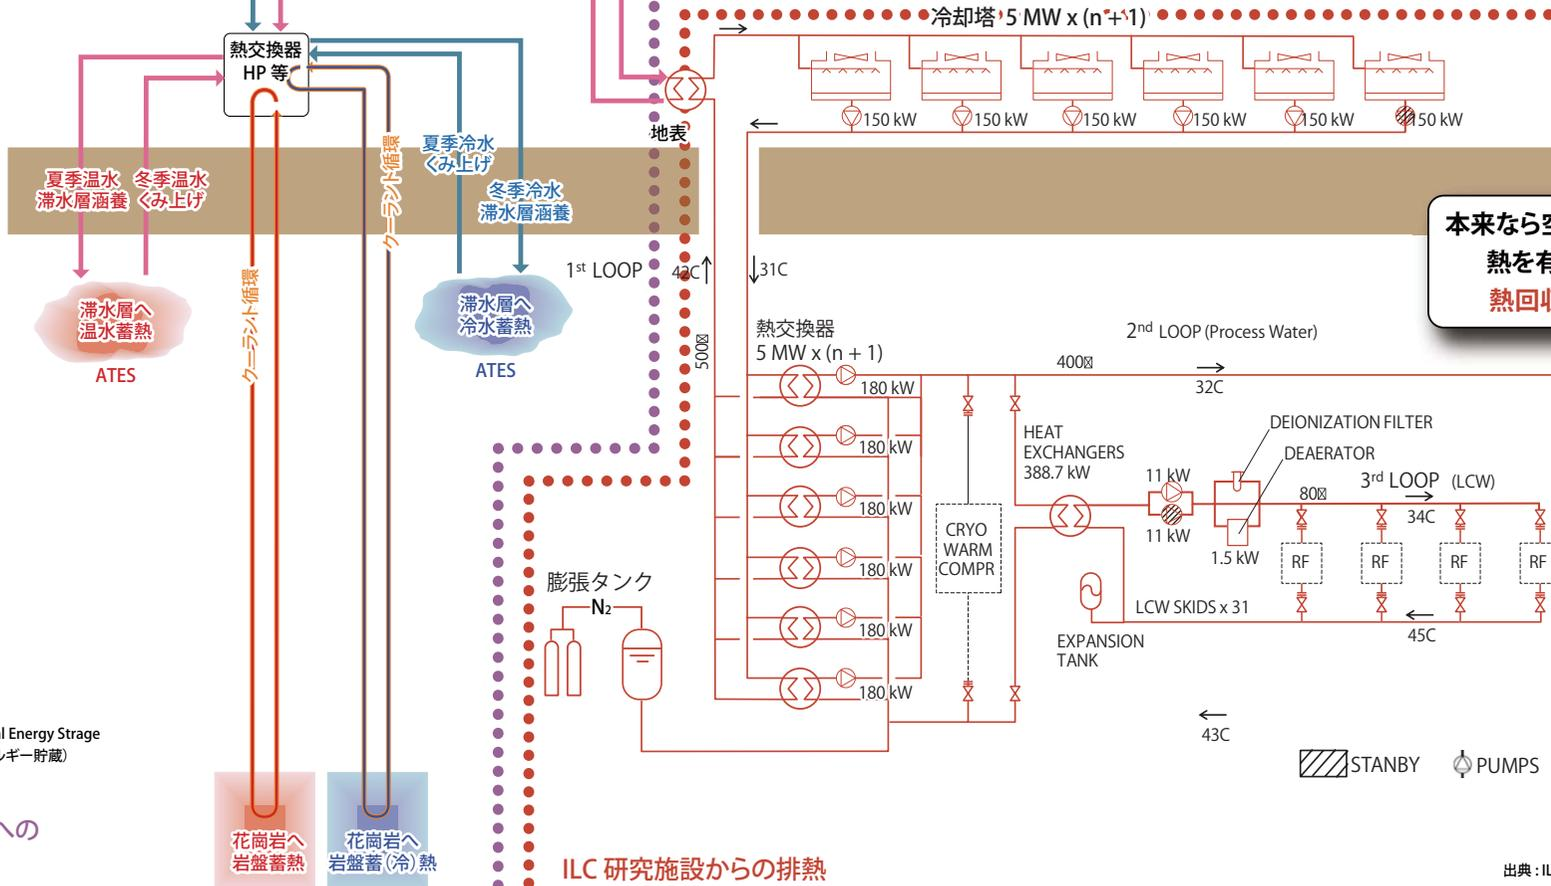 冷却塔 5 MW x (n + 1)
熱交換器
HP 等
150 kW
150 kW
150 kW
150 kW
150 kW
150 kW
地表
クーラント循環
夏季冷水
くみ上げ
夏季温水
滞水層涵養
冬季温水
くみ上げ
冬季冷水
滞水層涵養
本来なら空
熱を有
熱回収
1st LOOP
42C
31C
クーラント循環
滞水層へ
温水蓄熱
滞水層へ
冷水蓄熱
ATES
ATES
500
熱交換器
5 MW x (n + 1)
2nd LOOP (Process Water)
400
32C
180 kW
180 kW
180 kW
180 kW
180 kW
180 kW
HEAT
EXCHANGERS
388.7 kW
DEIONIZATION FILTER
DEAERATOR
11 kW
11 kW
1.5 kW
80
3rd LOOP (LCW)
34C
CRYO
WARM
COMPR
RF
RF
RF
RF
膨張タンク
N2
LCW SKIDS x 31
45C
EXPANSION
TANK
43C
l Energy Strage
ルギー貯蔵）
STANBY
PUMPS
への
花崗岩へ
岩盤蓄熱
花崗岩へ
岩盤蓄（冷）熱
ILC 研究施設からの排熱
出典 : IL